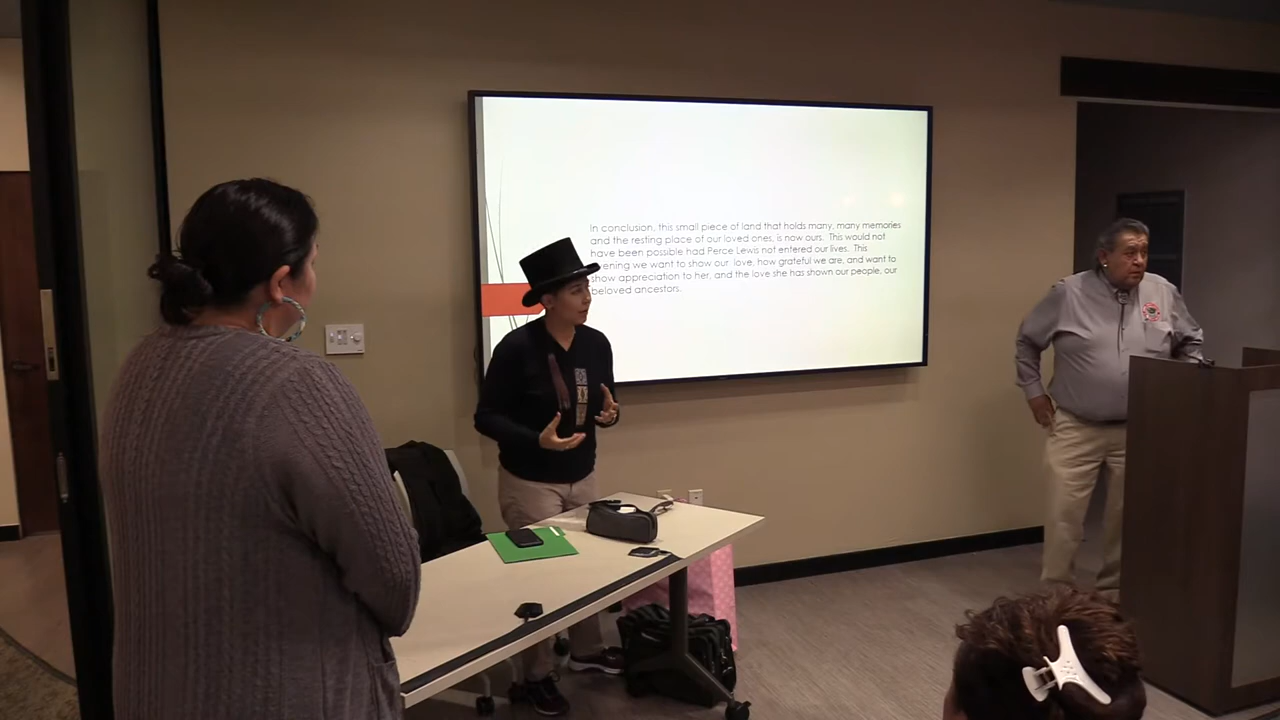 In conclusion, this small piece of land that holds many, many memories
and the resting place of our loved ones, is now ours. This would not
have been possible had Perce Lewis not entered our lives. This
ening we want to show our love, how grateful we are, and want to
show appreciation to her, and the love she has shown our people, our
beloved ancestors.